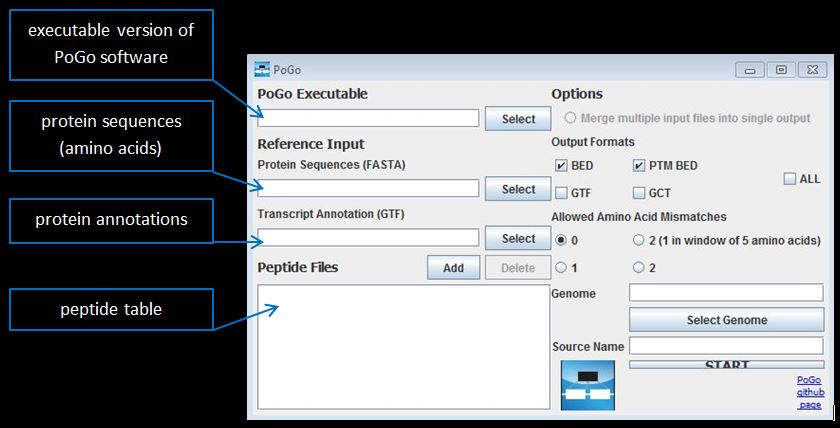 executable version of
PoGo software
protein sequences
(amino acids)
protein annotations
peptide table
PoGo
PoGo Executable
Select
Reference Input
Protein Sequences (FASTA)
Select
Transcript Annotation (GTF)
Select
Peptide Files
Add
Delete
Options
Merge multiple input files into single output
Output Formats
BED
PTM BED
ALL
GTF
GCT
Allowed Amino Acid Mismatches
0
2 (1 in window of 5 amino acids)
1
2
Genome
Select Genome
Source Name
START
PoGo
github
page